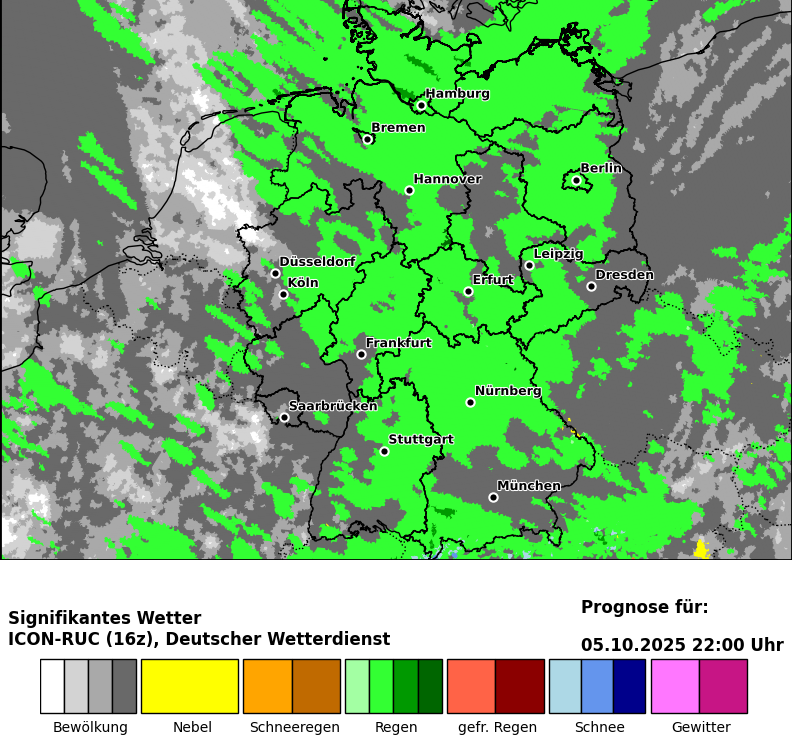 Hamburg
Bremen
Berlin
Hannover
Leipzig
Düsseldorf
Dresden
Köln
Erfurt
Frankfurt
Nürnberg
Saarbrücken
Stuttgart
München
Signifikantes Wetter
ICON-RUC (16z), Deutscher Wetterdienst
Prognose für:
05.10.2025 22:00 Uhr
Bewölkung Nebel Schneeregen Regen gefr. Regen Schnee Gewitter